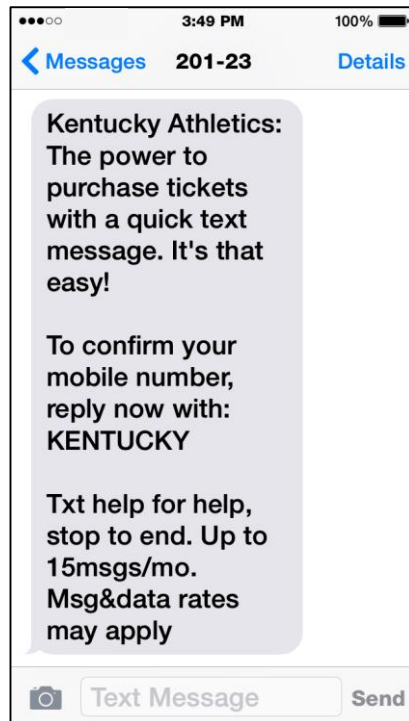 3:49 PM 100%
Messages 201-23 Details
Kentucky Athletics:
The power to
purchase tickets
with a quick text
message. It's that
easy!
To confirm your
mobile number,
reply now with:
KENTUCKY
Txt help for help,
stop to end. Up to
15msgs/mo.
Msg&data rates
may apply
Text Message Send